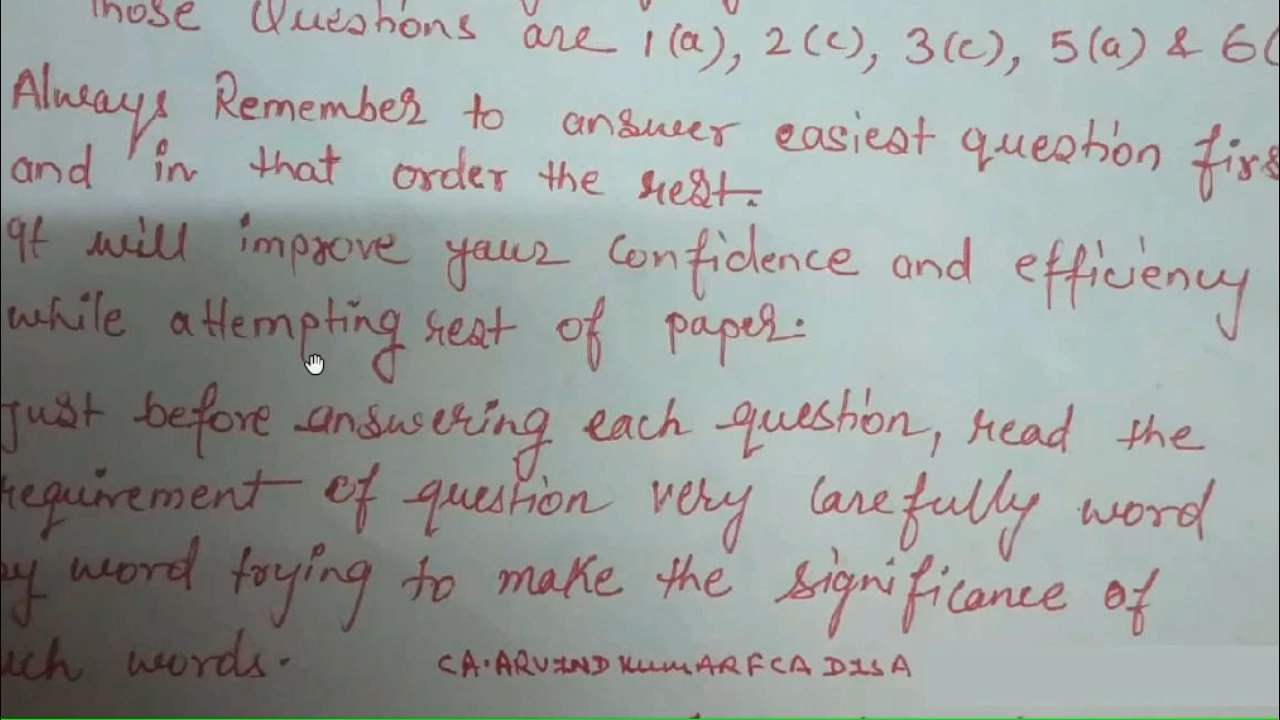 Those Questions are 1(a), 2(c), 3(c), 5(a) & 6(
Always Remember to answer easiest question firs
and in that order the rest.
It will improve your confidence and efficiency
while attempting rest of paper.
just before answering each question, read the
requirement of question very carefully word
by word trying to make the significance of
ach words.
CA. ARVIND KUMAR FCA DISA